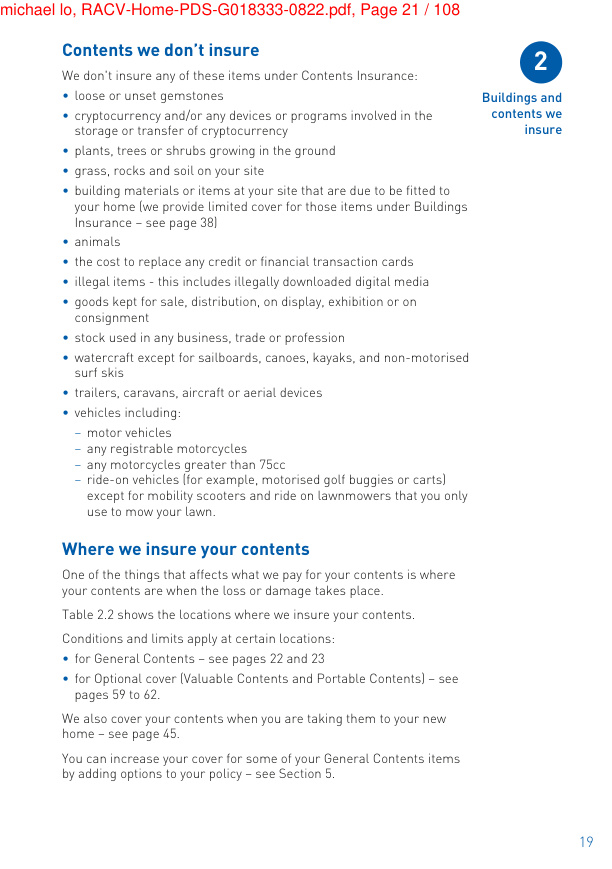 michael lo, RACV-Home-PDS-G018333-0822.pdf, Page 21 / 108
Contents we don't insure
We don't insure any of these items under Contents Insurance:
• loose or unset gemstones
• cryptocurrency and/or any devices or programs involved in the
storage or transfer of cryptocurrency
• plants, trees or shrubs growing in the ground
• grass, rocks and soil on your site
• building materials or items at your site that are due to be fitted to
your home (we provide limited cover for those items under Buildings
Insurance – see page 38)
• animals
• the cost to replace any credit or financial transaction cards
• illegal items - this includes illegally downloaded digital media
• goods kept for sale, distribution, on display, exhibition or on
consignment
• stock used in any business, trade or profession
• watercraft except for sailboards, canoes, kayaks, and non-motorised
surf skis
• trailers, caravans, aircraft or aerial devices
• vehicles including:
– motor vehicles
– any registrable motorcycles
– any motorcycles greater than 75cc
– ride-on vehicles (for example, motorised golf buggies or carts)
except for mobility scooters and ride on lawnmowers that you only
use to mow your lawn.
Where we insure your contents
One of the things that affects what we pay for your contents is where
your contents are when the loss or damage takes place.
Table 2.2 shows the locations where we insure your contents.
Conditions and limits apply at certain locations:
• for General Contents – see pages 22 and 23
• for Optional cover (Valuable Contents and Portable Contents) – see
pages 59 to 62.
We also cover your contents when you are taking them to your new
home – see page 45.
You can increase your cover for some of your General Contents items
by adding options to your policy – see Section 5.
2
Buildings and
contents we
insure
19